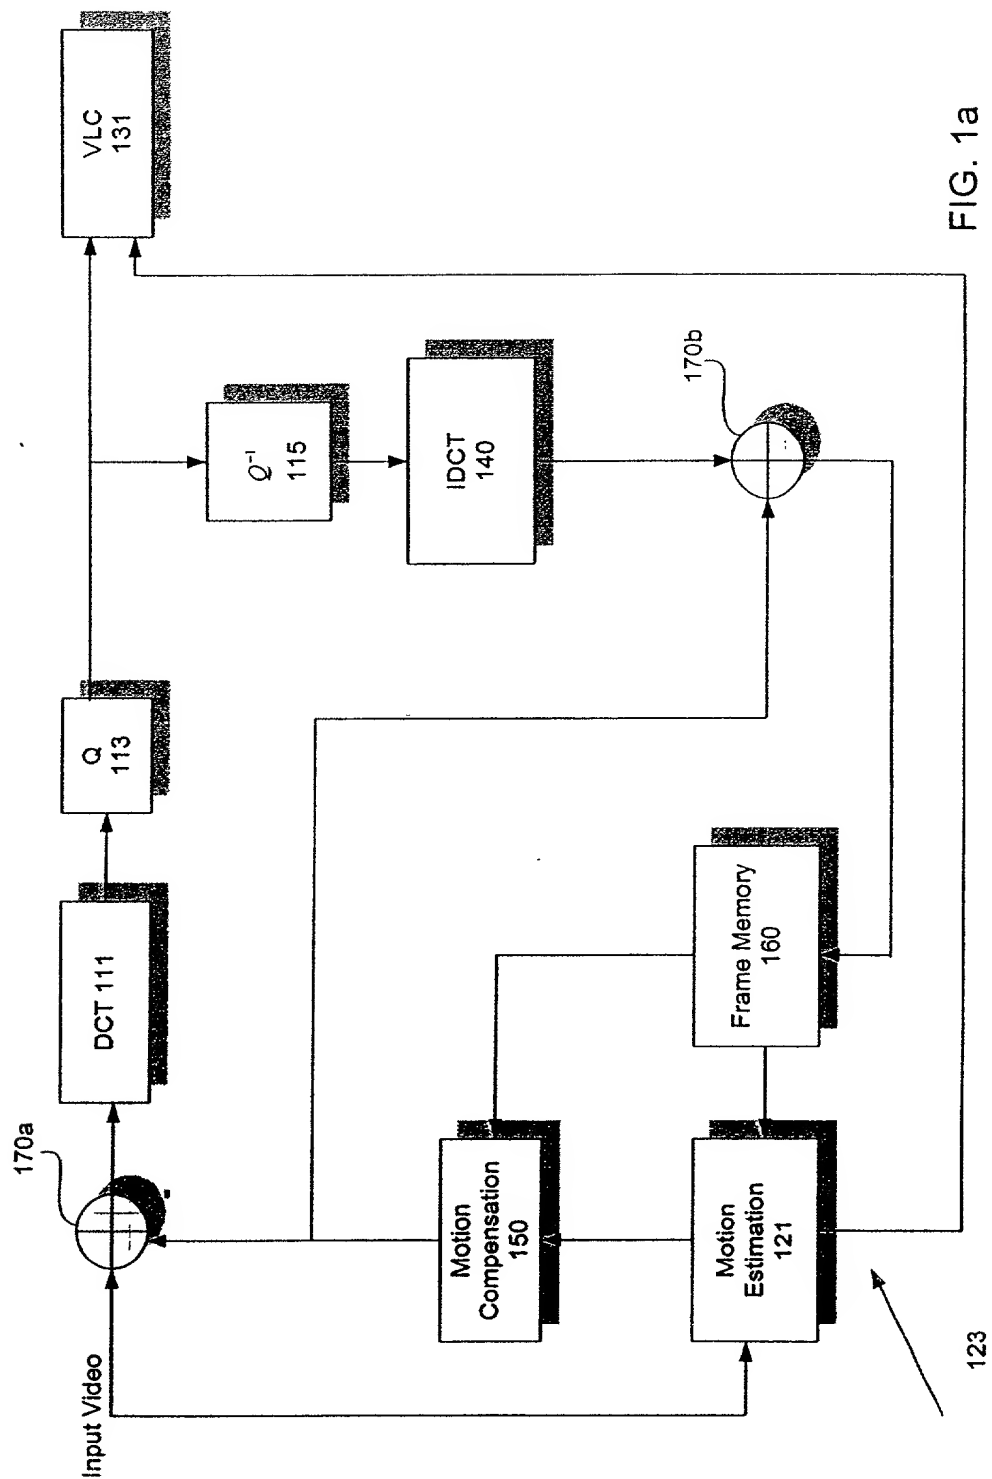 Input Video
170a
DCT 111
Q
113
VLC
131
Q⁻¹
115
IDCT
140
170b
Motion
Compensation
150
Frame Memory
160
Motion
Estimation
121
123
FIG. 1a